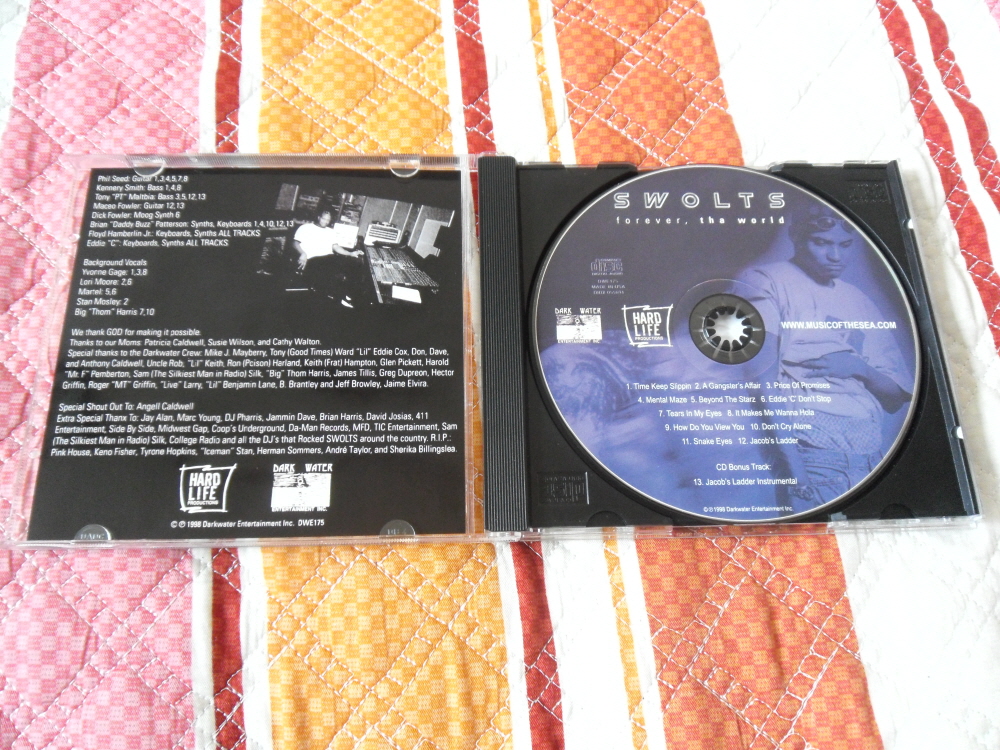 Phil Seed: Guitar 1,3,4,5,7,8
Kennery Smith: Bass 1,4,8
Tony "PT" Maltbia: Bass 3,5,12,13
Maceo Fowler: Guitar 12,13
Dick Fowler: Moog Synth 6
Brian "Daddy Buzz" Patterson: Synths, Keyboards 1,4,10,12,13
Floyd Hamberlin Jr.: Keyboards, Synths ALL TRACKS
Eddie "C": Keyboards, Synths ALL TRACKS
Background Vocals
Yvonne Gage: 1,3,8
Lori Moore: 2,6
Martel: 5,6
Stan Mosley: 2
Big "Thom" Harris 7,10
We thank GOD for making it possible.
Thanks to our Moms: Patricia Caldwell, Susie Wilson, and Cathy Walton.
Special thanks to the Darkwater Crew: Mike J. Mayberry, Tony (Good Times) Ward "Lil" Eddie Cox, Don, Dave,
and Anthony Caldwell, Uncle Rob, "Lil" Keith, Ron (Poison) Harland, Keith (Frat) Hampton, Glen Pickett, Harold
"Mr. F" Pemberton, Sam (The Silkiest Man in Radio) Silk, "Big" Thom Harris, James Tillis, Greg Dupreon, Hector
Griffin, Roger "MT" Griffin, "Live" Larry, "Lil" Benjamin Lane, B. Brantley and Jeff Browley, Jaime Elvira.
Special Shout Out To: Angell Caldwell
Extra Special Thanx To: Jay Alan, Marc Young, DJ Pharris, Jammin Dave, Brian Harris, David Josias, 411
Entertainment, Side By Side, Midwest Gap, Coop's Underground, Da-Man Records, MFD, TIC Entertainment, Sam
(The Silkiest Man in Radio) Silk, College Radio and all the DJ's that Rocked SWOLTS around the country. R.I.P.:
Pink House, Keno Fisher, Tyrone Hopkins, "Iceman" Stan, Herman Sommers, André Taylor, and Sherika Billingslea.
HARD LIFE PRODUCTIONS
DARK WATER ENTERTAINMENT INC.
© ℗ 1998 Darkwater Entertainment Inc. DWE175
SWOLTS
forever, tha world
COMPACT
disc
DIGITAL AUDIO
DWE175
MADE IN USA
DARK WATER
ENTERTAINMENT INC.
HARD
LIFE
PRODUCTIONS
WWW.MUSICOFTHESEA.COM
1. Time Keep Slippin 2. A Gangster's Affair 3. Price Of Promises
4. Mental Maze 5. Beyond The Starz 6. Eddie 'C' Don't Stop
7. Tears In My Eyes 8. It Makes Me Wanna Hola
9. How Do You View You 10. Don't Cry Alone
11. Snake Eyes 12. Jacob's Ladder
CD Bonus Track:
13. Jacob's Ladder Instrumental
© ℗ 1998 Darkwater Entertainment Inc.